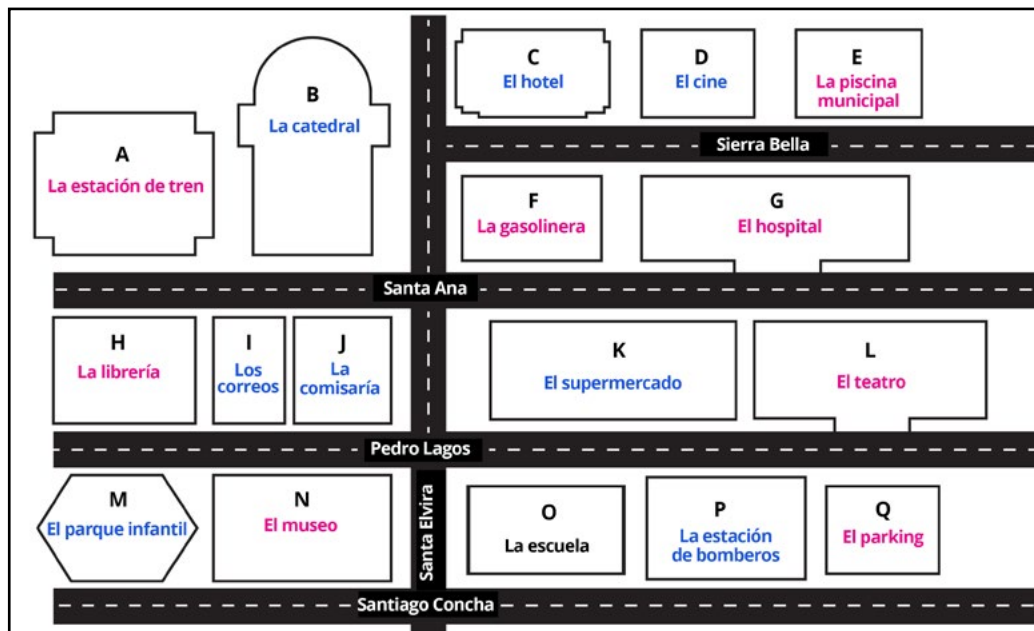 A
La estación de tren
B
La catedral
C
El hotel
D
El cine
E
La piscina
municipal
Sierra Bella
F
La gasolinera
G
El hospital
Santa Ana
H
La librería
I
Los
correos
J
La
comisaría
K
El supermercado
L
El teatro
Pedro Lagos
M
El parque infantil
N
El museo
Santa Elvira
O
La escuela
P
La estación
de bomberos
Q
El parking
Santiago Concha